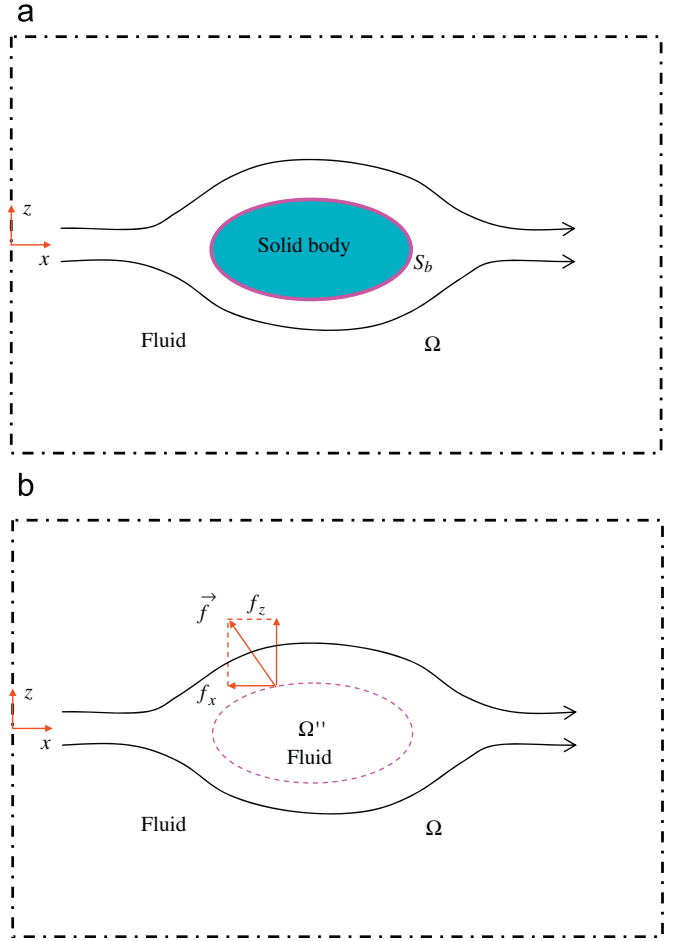 a
z
x
Solid body
S_b
Fluid
Ω
b
f⃗ f_z
f_x
z
x
Ω''
Fluid
Fluid
Ω